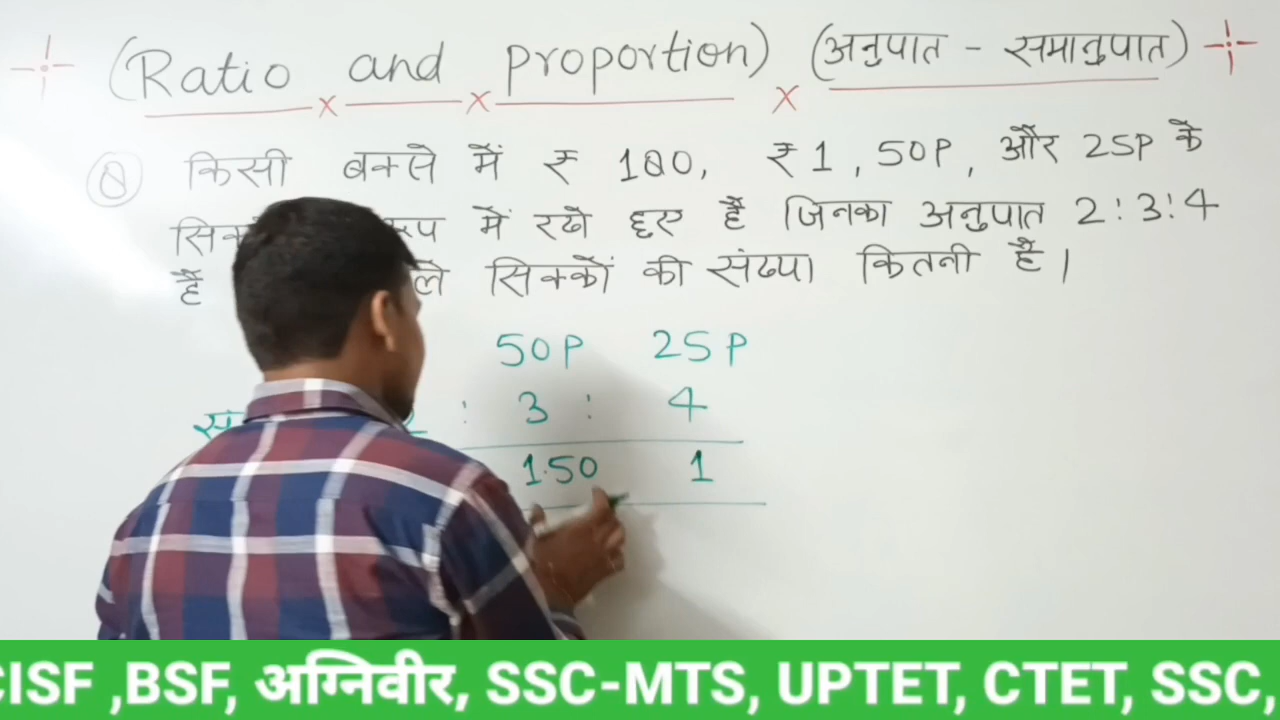 (Ratio and proportion) (अनुपात - समानुपात)
Q किसी बक्से में ₹ 180, ₹ 1, 50P, और 25P के
में रखे हुए हैं जिनका अनुपात 2:3:4
है सिक्कों की संख्या कितनी है।
50P 25P
: 3 : 4
1.50 1
CISF ,BSF, अग्निवीर, SSC-MTS, UPTET, CTET, SSC,